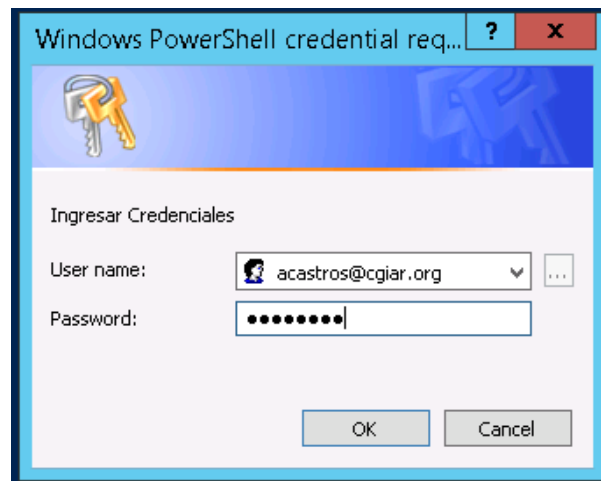 Windows PowerShell credential req...
?
x
Ingresar Credenciales
User name:
acastros@cgiar.org
...
Password:
●●●●●●●●
OK
Cancel